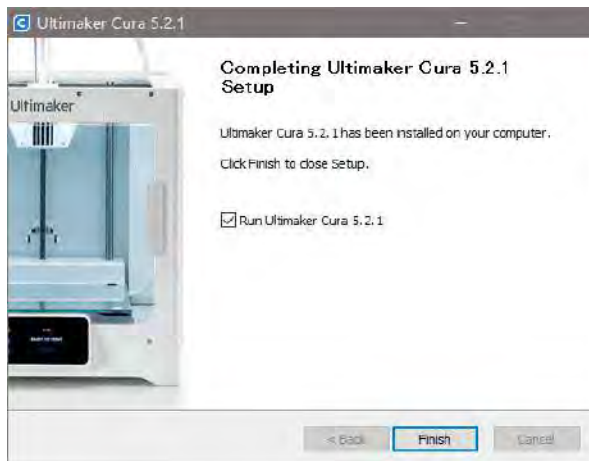 Ultimaker Cura 5.2.1
Ultimaker
Completing Ultimaker Cura 5.2.1
Setup
Ultimaker Cura 5.2.1 has been installed on your computer.
Click Finish to close Setup.
Run Ultimaker Cura 5.2.1
< Back
Finish
Cancel